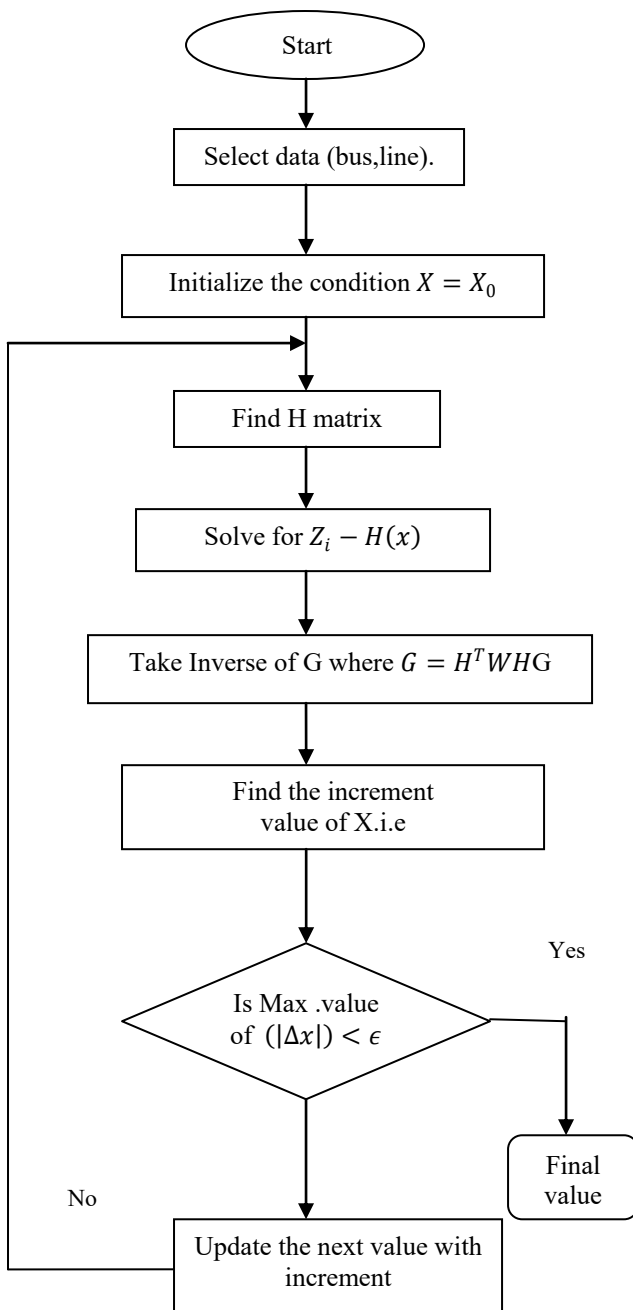 Start
Select data (bus,line).
Initialize the condition X = X₀
Find H matrix
Solve for Zᵢ − H(x)
Take Inverse of G where G = HᵀWHG
Find the increment
value of X.i.e
Yes
Is Max .value
of (|Δx|) < ϵ
Final
value
No
Update the next value with
increment